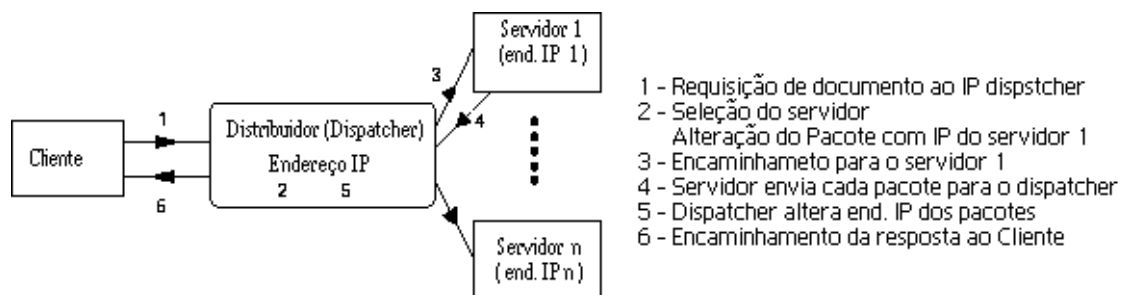 Servidor 1
(end. IP 1)
3
1
4
Distribuidor (Dispatcher)
Cliente
Endereço IP
2 5
6
Servidor n
(end. IPn)
1 - Requisição de documento ao IP dispstcher
2 - Seleção do servidor
Alteração do Pacote com IP do servidor 1
3 - Encaminhameto para o servidor 1
4 - Servidor envia cada pacote para o dispatcher
5 - Dispatcher altera end. IP dos pacotes
6 - Encaminhamento da resposta ao Cliente